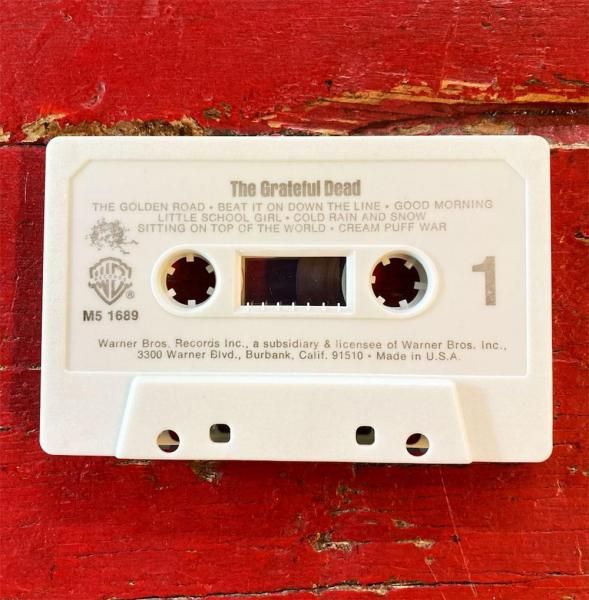 The Grateful Dead
THE GOLDEN ROAD • BEAT IT ON DOWN THE LINE • GOOD MORNING
LITTLE SCHOOL GIRL • COLD RAIN AND SNOW
SITTING ON TOP OF THE WORLD • CREAM PUFF WAR
WB
RECORDS
®
M5 1689
1
Warner Bros. Records Inc., a subsidiary & licensee of Warner Bros. Inc.,
3300 Warner Blvd., Burbank, Calif. 91510 • Made in U.S.A.